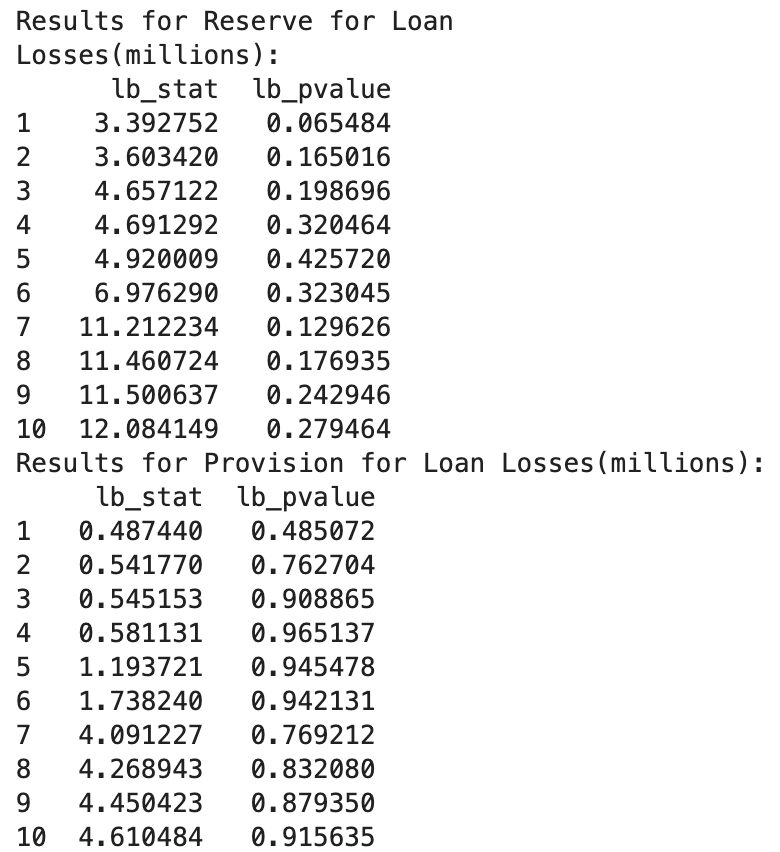 Results for Reserve for Loan
Losses(millions):
lb_stat lb_pvalue
1 3.392752 0.065484
2 3.603420 0.165016
3 4.657122 0.198696
4 4.691292 0.320464
5 4.920009 0.425720
6 6.976290 0.323045
7 11.212234 0.129626
8 11.460724 0.176935
9 11.500637 0.242946
10 12.084149 0.279464
Results for Provision for Loan Losses(millions):
lb_stat lb_pvalue
1 0.487440 0.485072
2 0.541770 0.762704
3 0.545153 0.908865
4 0.581131 0.965137
5 1.193721 0.945478
6 1.738240 0.942131
7 4.091227 0.769212
8 4.268943 0.832080
9 4.450423 0.879350
10 4.610484 0.915635